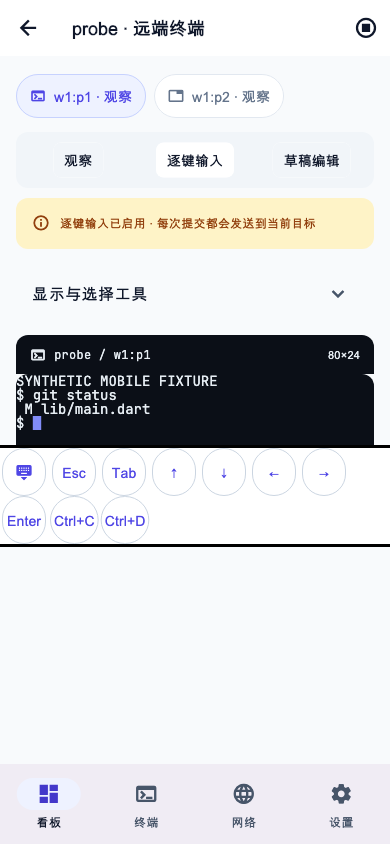 probe · 远端终端
w1:p1 · 观察
w1:p2 · 观察
观察
逐键输入
草稿编辑
逐键输入已启用 · 每次提交都会发送到当前目标
显示与选择工具
probe / w1:p1
80×24
SYNTHETIC MOBILE FIXTURE
$ git status
 M lib/main.dart
$
Esc
Tab
↑
↓
←
→
Enter
Ctrl+C
Ctrl+D
看板
终端
网络
设置